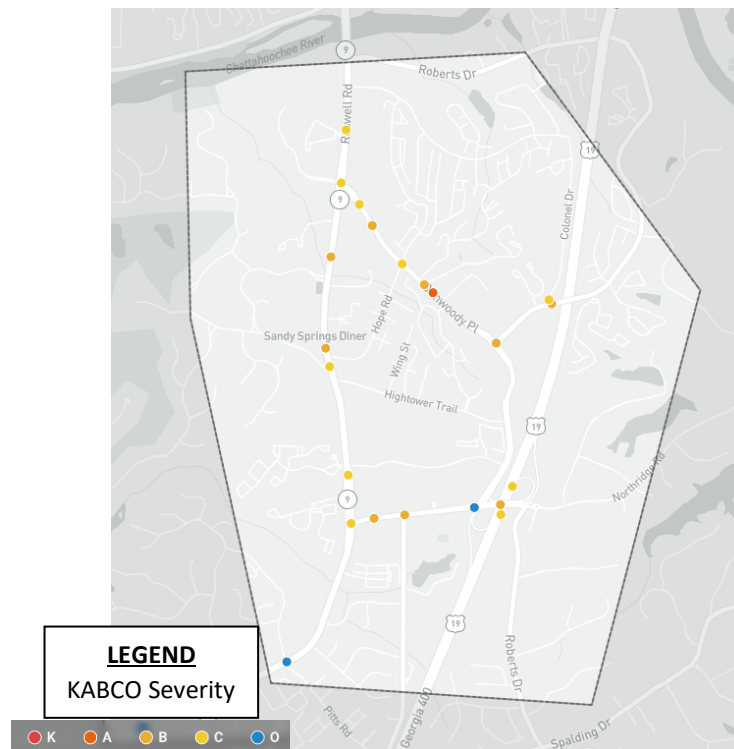 Chattahoochee River
9
Roberts Dr
Roswell Rd
19
9
Colonel Dr
Hope Rd
Dunwoody Pl
Sandy Springs Diner
Wing St
Hightower Trail
19
Northridge Rd
9
19
Roberts Dr
Pitts Rd
Georgia 400
Spalding Dr
LEGEND
KABCO Severity
K A B C O